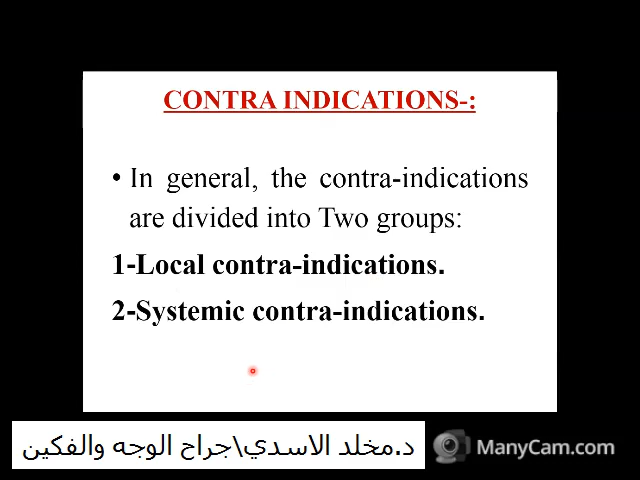 CONTRA INDICATIONS-:
• In general, the contra-indications
are divided into Two groups:
1-Local contra-indications.
2-Systemic contra-indications.
د.مخلد الاسدي\جراح الوجه والفكين
ManyCam.com